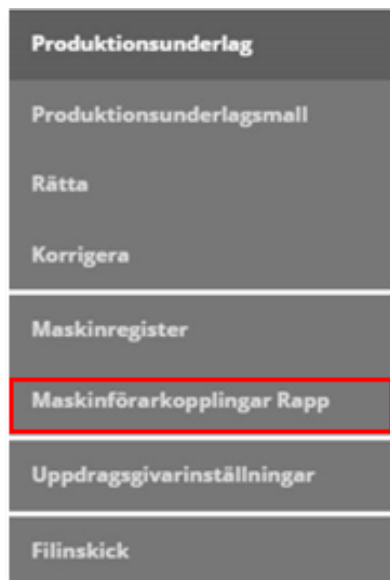 Produktionsunderlag
Produktionsunderlagsmall
Rätta
Korrigera
Maskinregister
Maskinförarkopplingar Rapp
Uppdragsgivarinställningar
Filinskick